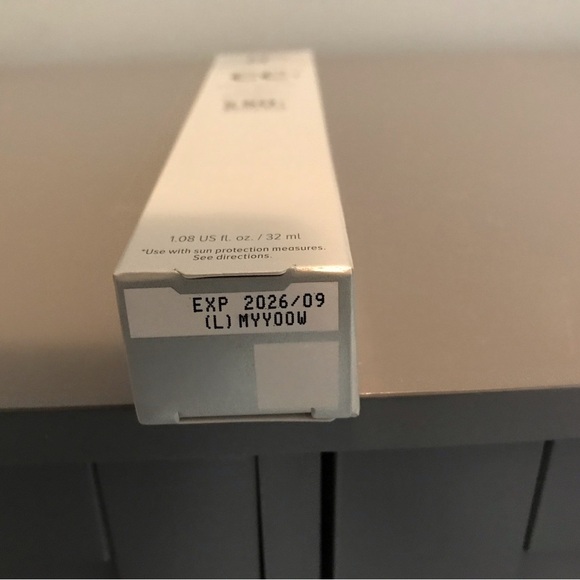 1.08 US fl. oz. / 32 ml
*Use with sun protection measures.
See directions.
EXP 2026/09
(L) MYY00W